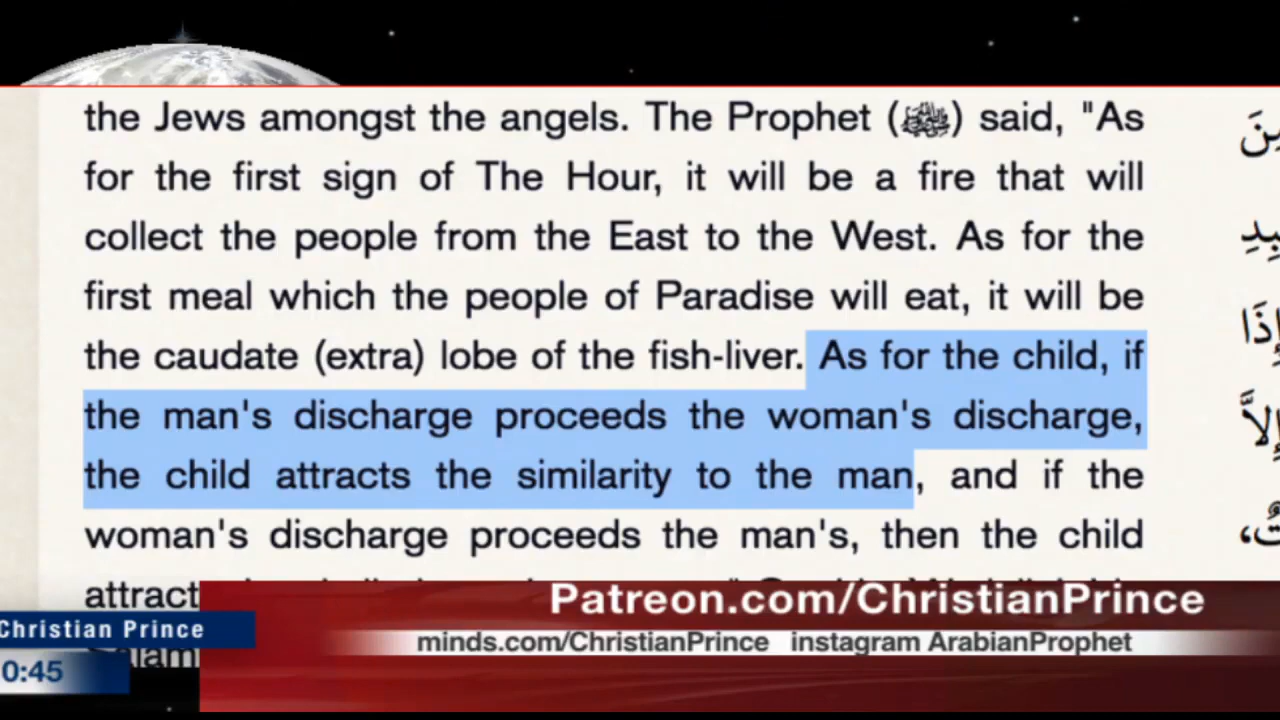 the Jews amongst the angels. The Prophet (ﷺ) said, "As
for the first sign of The Hour, it will be a fire that will
collect the people from the East to the West. As for the
first meal which the people of Paradise will eat, it will be
the caudate (extra) lobe of the fish-liver. As for the child, if
the man's discharge proceeds the woman's discharge,
the child attracts the similarity to the man, and if the
woman's discharge proceeds the man's, then the child
Patreon.com/ChristianPrince
Christian Prince
minds.com/ChristianPrince instagram ArabianProphet
0:45
إِذَا
إِلاَّ